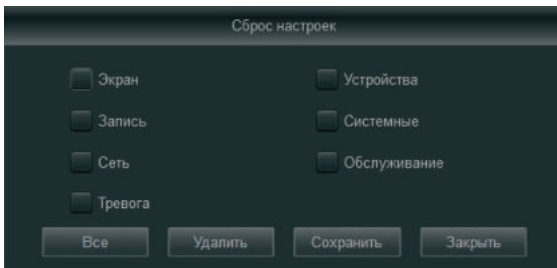 Сброс настроек
Экран Устройства
Запись Системные
Сеть Обслуживание
Тревога
Все Удалить Сохранить Закрыть